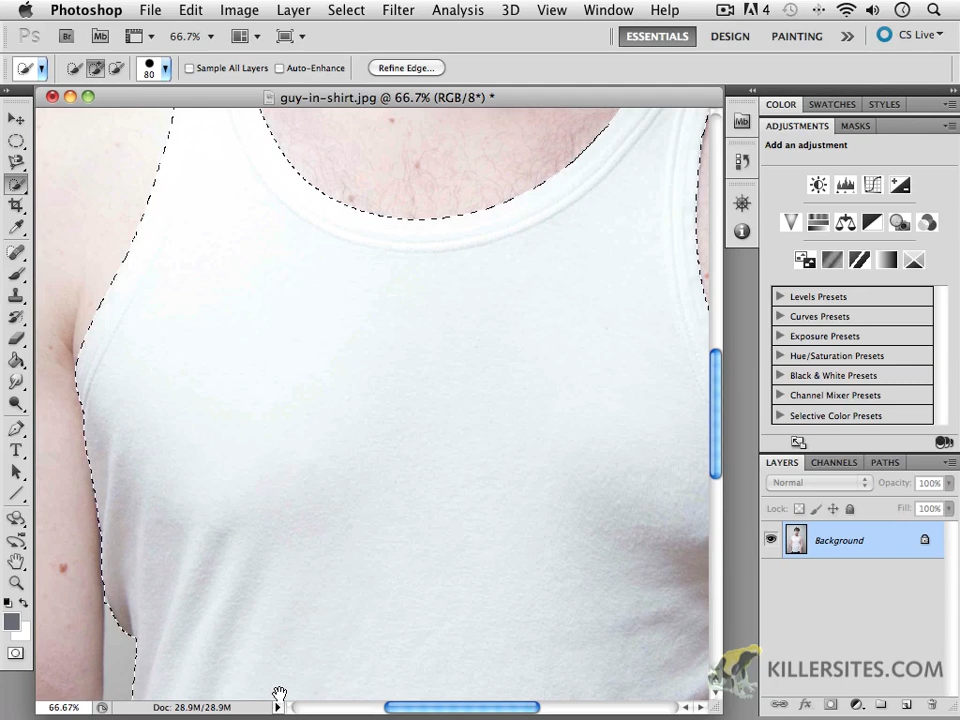 Photoshop File Edit Image Layer Select Filter Analysis 3D View Window Help 4
Ps Br Mb 66.7% ESSENTIALS DESIGN PAINTING CS Live
80 Sample All Layers Auto-Enhance Refine Edge...
guy-in-shirt.jpg @ 66.7% (RGB/8*) *
COLOR SWATCHES STYLES
Mb
ADJUSTMENTS MASKS
Add an adjustment
Levels Presets
Curves Presets
Exposure Presets
Hue/Saturation Presets
Black & White Presets
Channel Mixer Presets
Selective Color Presets
LAYERS CHANNELS PATHS
Normal Opacity: 100%
Lock: Fill: 100%
Background
KILLERSITES.COM
66.67% Doc: 28.9M/28.9M
fx